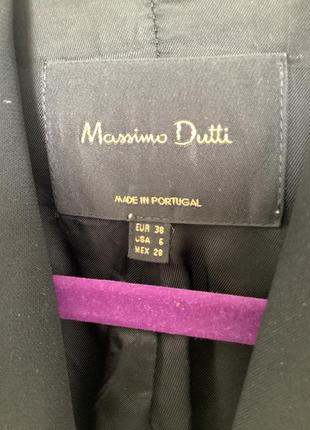 Massimo Dutti
MADE IN PORTUGAL
EUR 38
USA 6
MEX 28